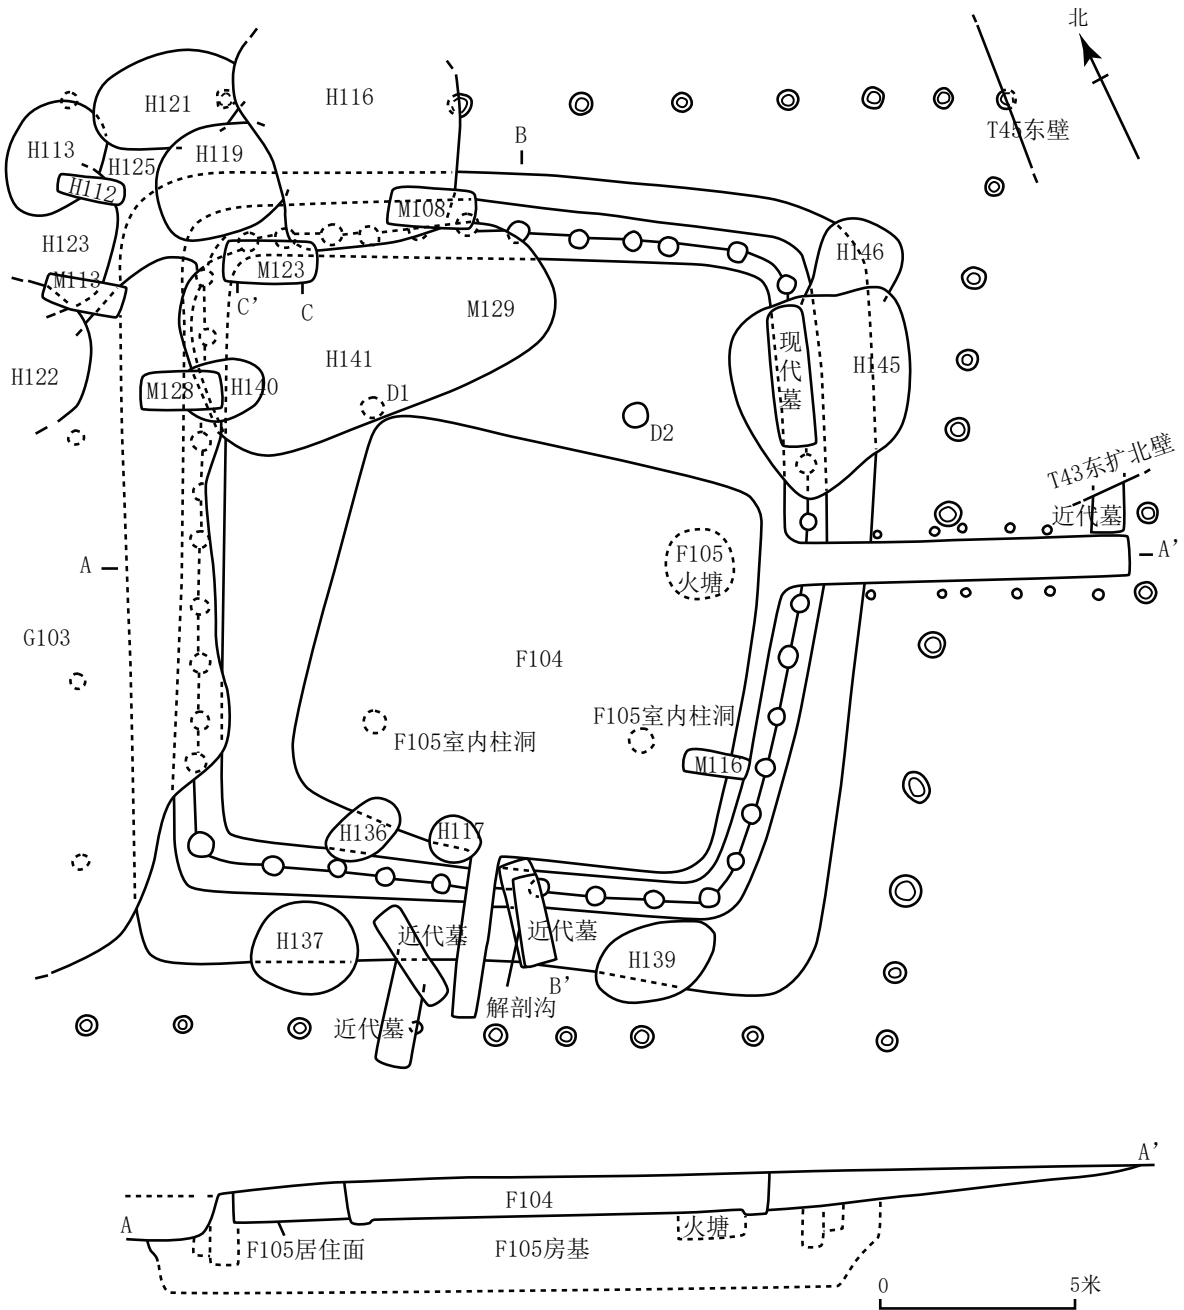 北
H121
H116
T45东壁
B
H113
H125
H119
H112
M108
H123
H146
M113
M123
C’
C
M129
现代墓
H145
H122
H141
M128
H140
D1
D2
T43东扩北壁
近代墓
A
A’
F105
火塘
G103
F104
F105室内柱洞
F105室内柱洞
M116
H136
H117
H137
近代墓
近代墓
H139
B’
解剖沟
近代墓
A’
F104
A
火塘
F105居住面
F105房基
0
5米